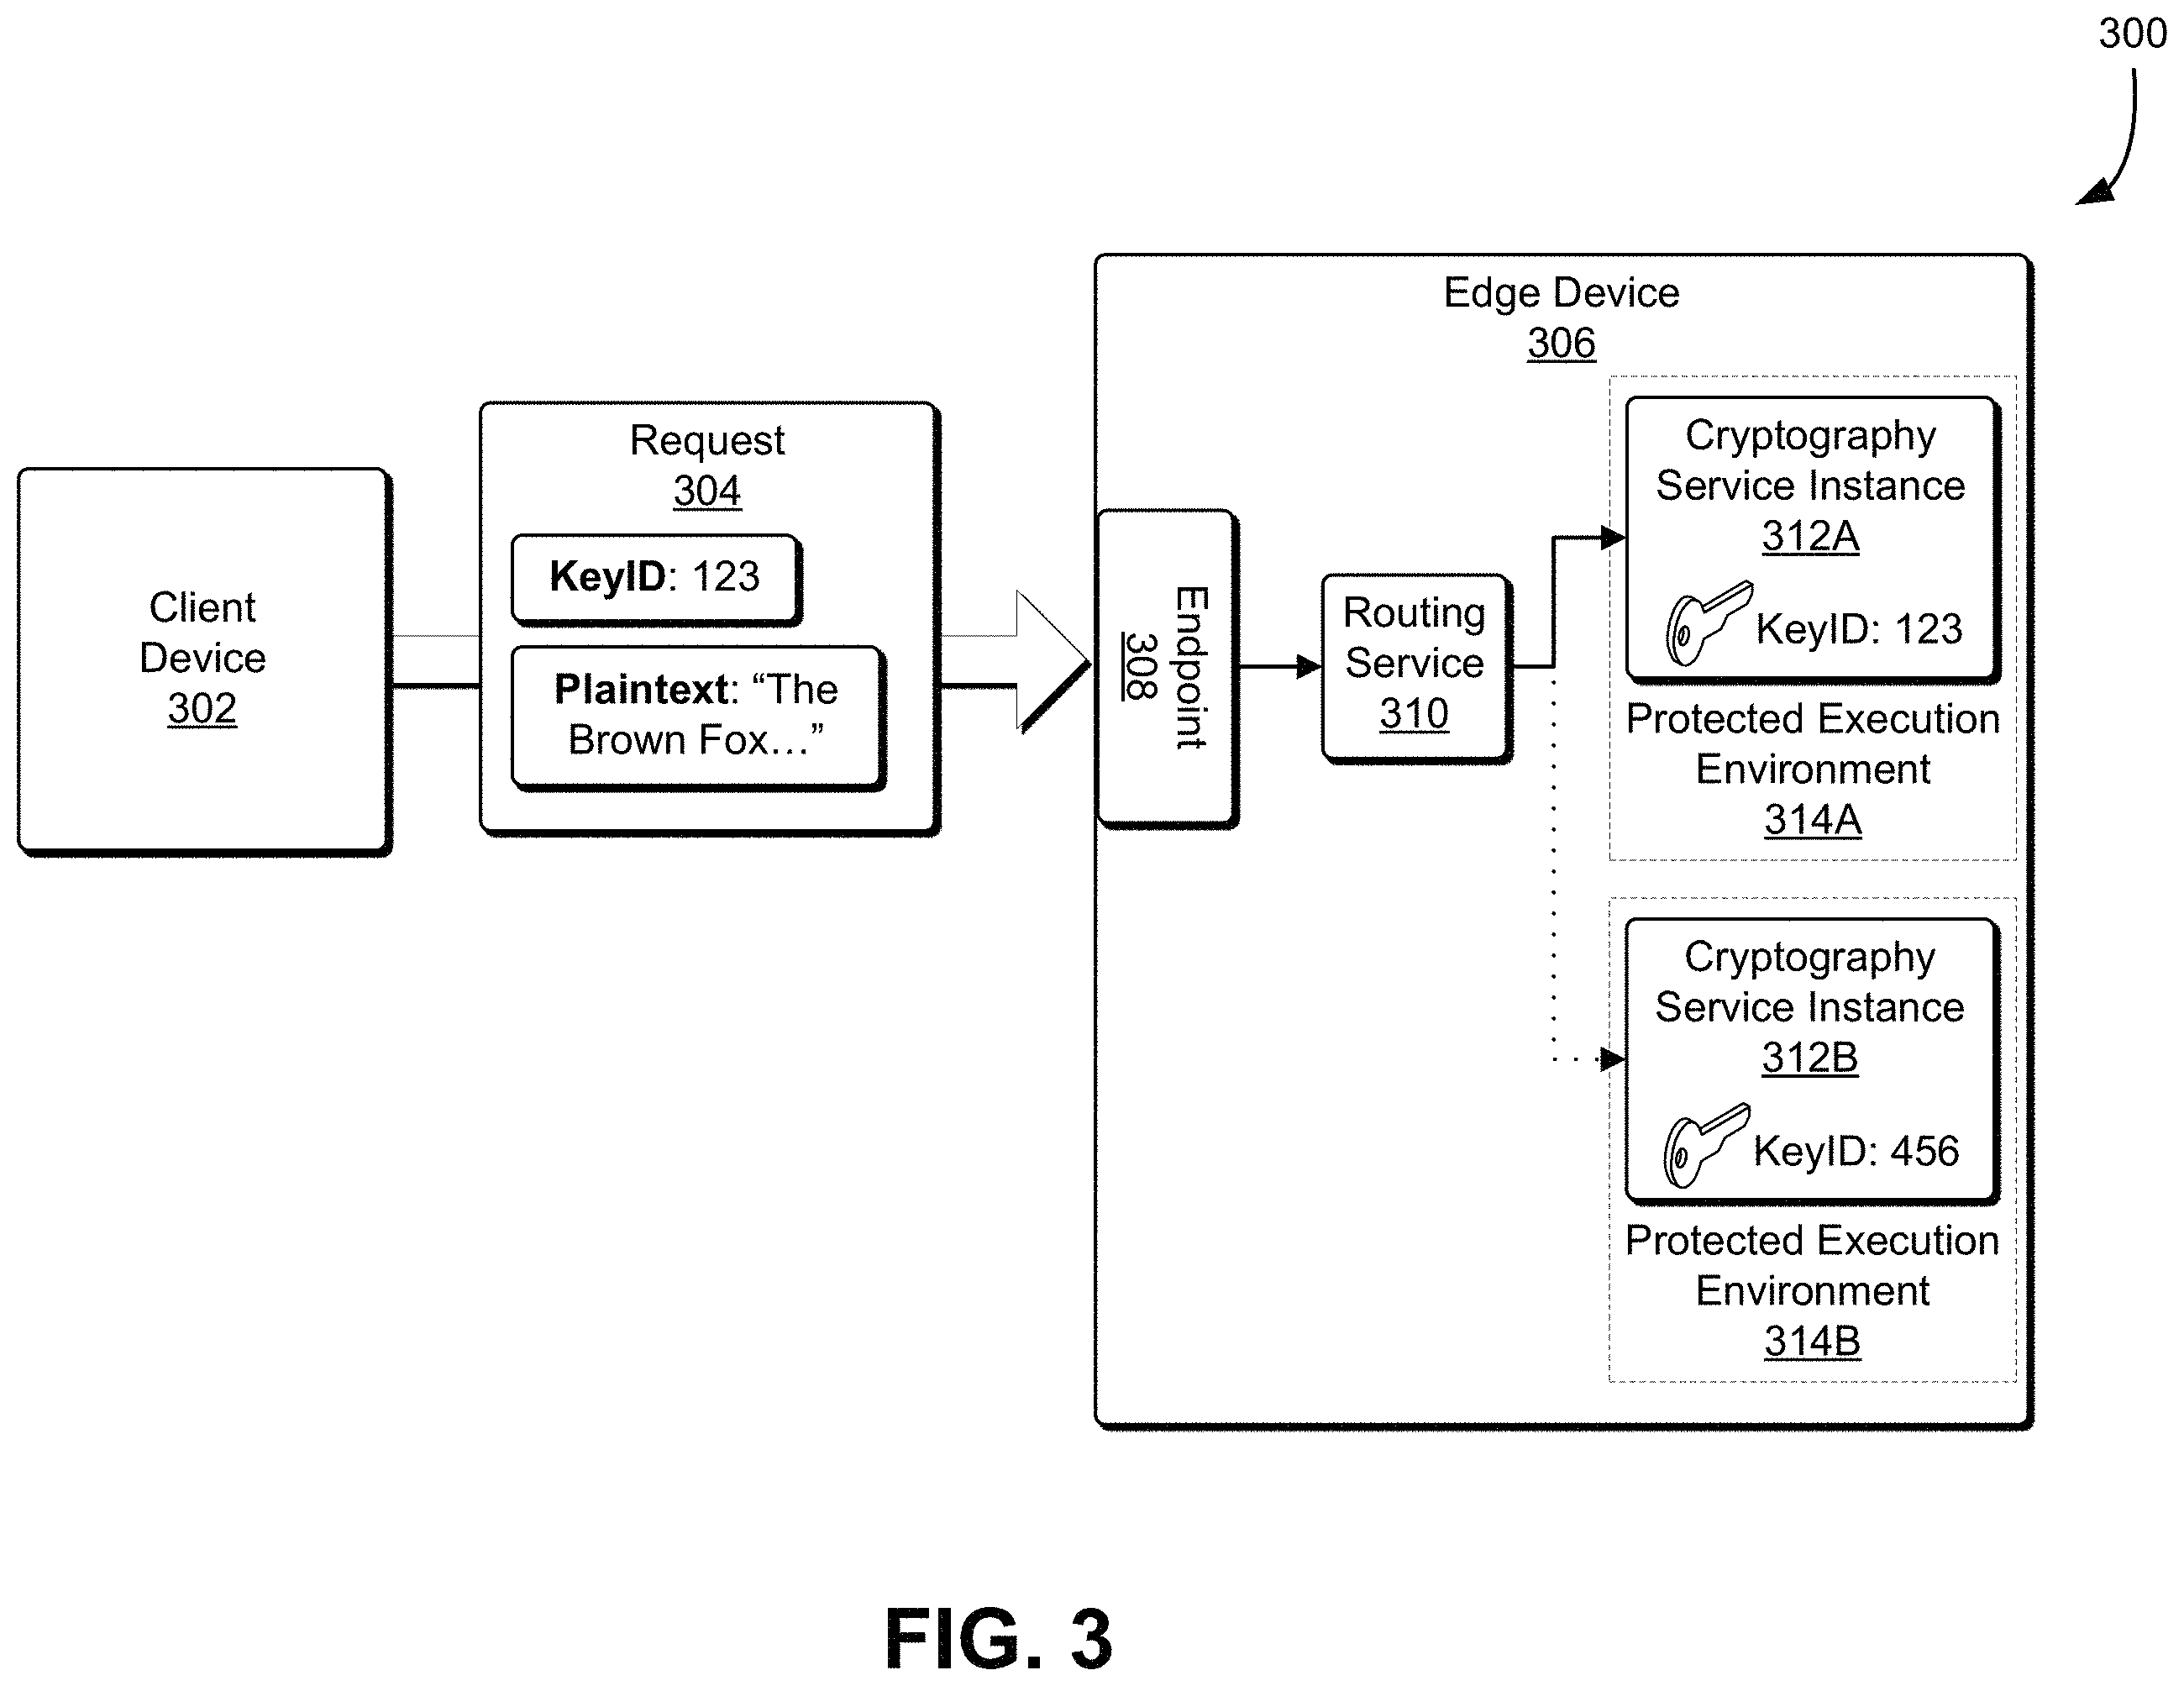 300
Edge Device
306
Request
304
KeyID: 123
Plaintext: “The
Brown Fox…”
Client
Device
302
Endpoint
308
Routing
Service
310
Cryptography
Service Instance
312A
KeyID: 123
Protected Execution
Environment
314A
Cryptography
Service Instance
312B
KeyID: 456
Protected Execution
Environment
314B
FIG. 3